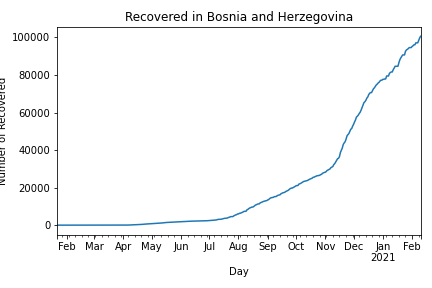 Recovered in Bosnia and Herzegovina
Number of Recovered
100000
80000
60000
40000
20000
0
Feb Mar Apr May Jun Jul Aug Sep Oct Nov Dec Jan Feb
2021
Day